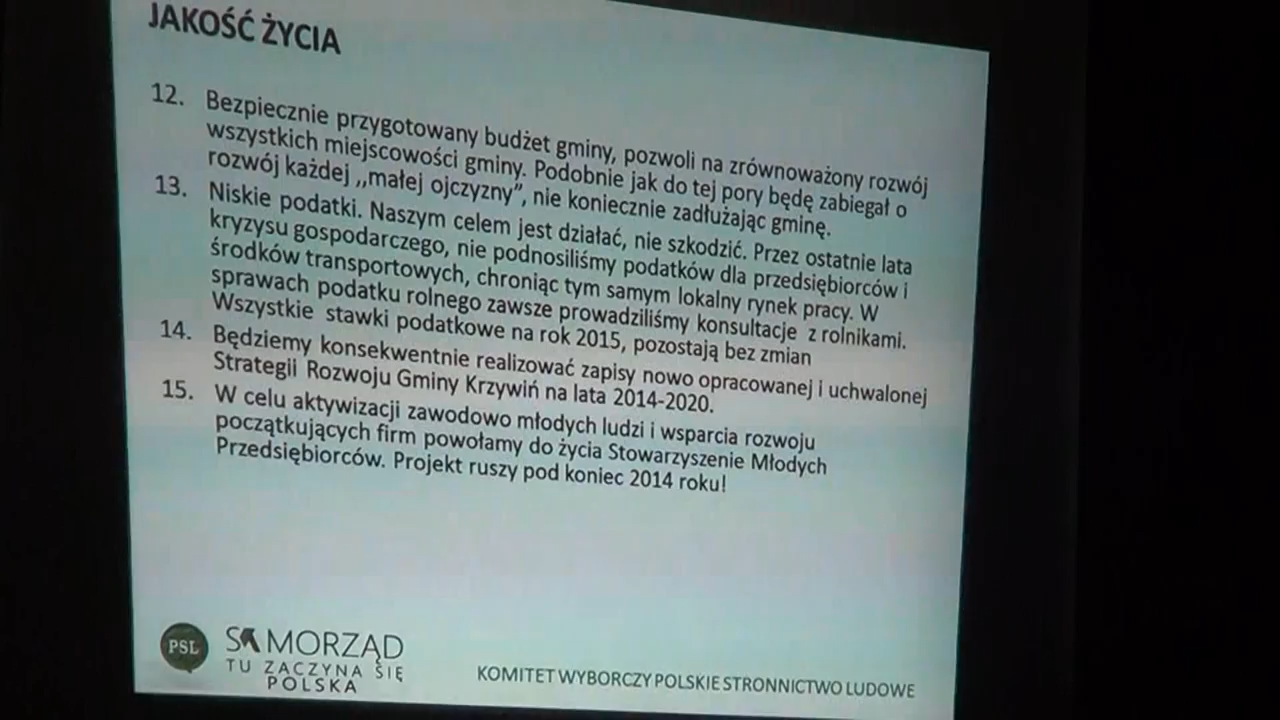 JAKOŚĆ ŻYCIA
12. Bezpiecznie przygotowany budżet gminy, pozwoli na zrównoważony rozwój
wszystkich miejscowości gminy. Podobnie jak do tej pory będę zabiegał o
rozwój każdej ,,małej ojczyzny”, nie koniecznie zadłużając gminę.
13. Niskie podatki. Naszym celem jest działać, nie szkodzić. Przez ostatnie lata
kryzysu gospodarczego, nie podnosiliśmy podatków dla przedsiębiorców i
środków transportowych, chroniąc tym samym lokalny rynek pracy. W
sprawach podatku rolnego zawsze prowadziliśmy konsultacje z rolnikami.
Wszystkie stawki podatkowe na rok 2015, pozostają bez zmian
14. Będziemy konsekwentnie realizować zapisy nowo opracowanej i uchwalonej
Strategii Rozwoju Gminy Krzywiń na lata 2014-2020.
15. W celu aktywizacji zawodowo młodych ludzi i wsparcia rozwoju
początkujących firm powołamy do życia Stowarzyszenie Młodych
Przedsiębiorców. Projekt ruszy pod koniec 2014 roku!
PSL
SAMORZĄD
TU ZACZYNA SIĘ
POLSKA
KOMITET WYBORCZY POLSKIE STRONNICTWO LUDOWE